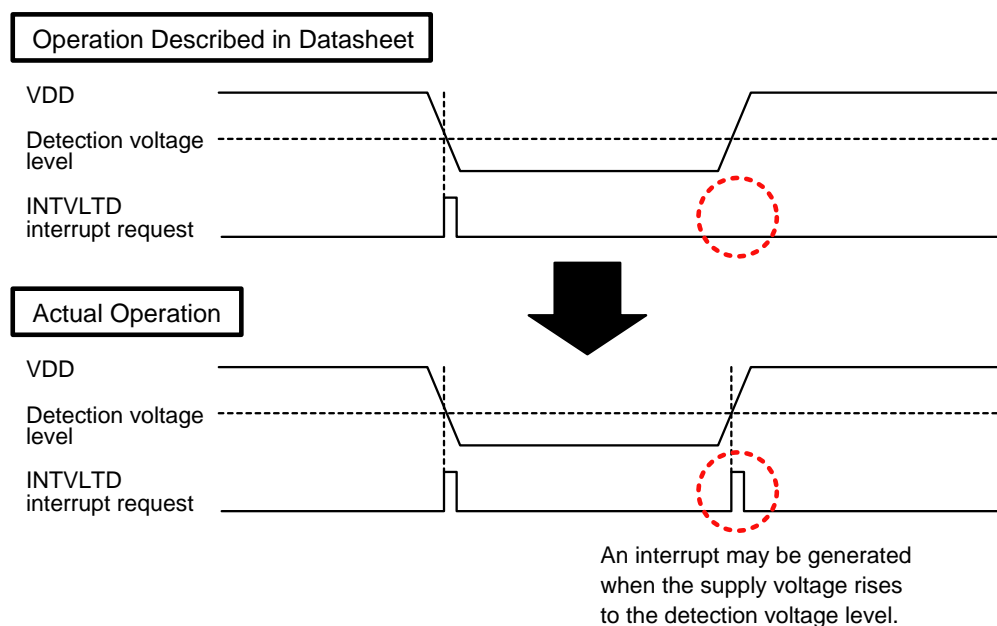 Operation Described in Datasheet
VDD
Detection voltage
level
INTVLTD
interrupt request
Actual Operation
VDD
Detection voltage
level
INTVLTD
interrupt request
An interrupt may be generated
when the supply voltage rises
to the detection voltage level.